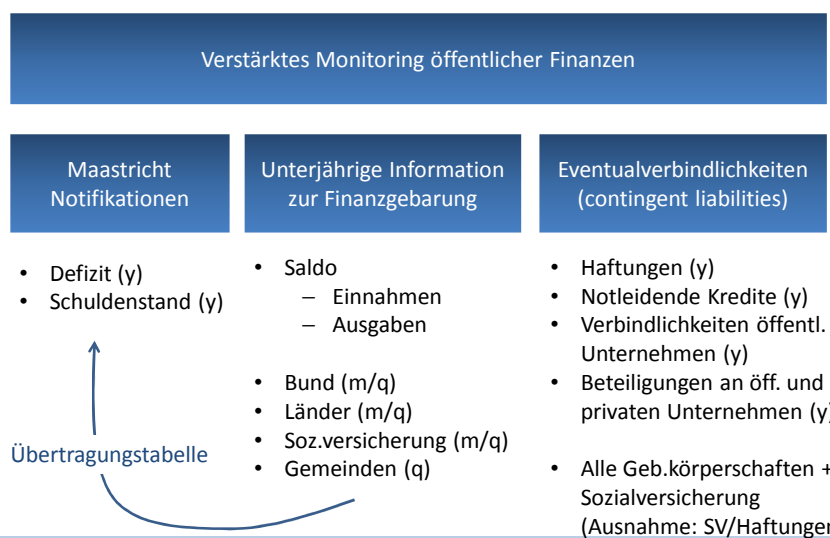 Verstärktes Monitoring öffentlicher Finanzen
Maastricht
Notifikationen
• Defizit (y)
• Schuldenstand (y)
Übertragungstabelle
Unterjährige Information
zur Finanzgebarung
• Saldo
– Einnahmen
– Ausgaben
• Bund (m/q)
• Länder (m/q)
• Soz.versicherung (m/q)
• Gemeinden (q)
Eventualverbindlichkeiten
(contingent liabilities)
• Haftungen (y)
• Notleidende Kredite (y)
• Verbindlichkeiten öffentl.
Unternehmen (y)
• Beteiligungen an öff. und
privaten Unternehmen (y)
• Alle Geb.körperschaften +
Sozialversicherung
(Ausnahme: SV/Haftungen